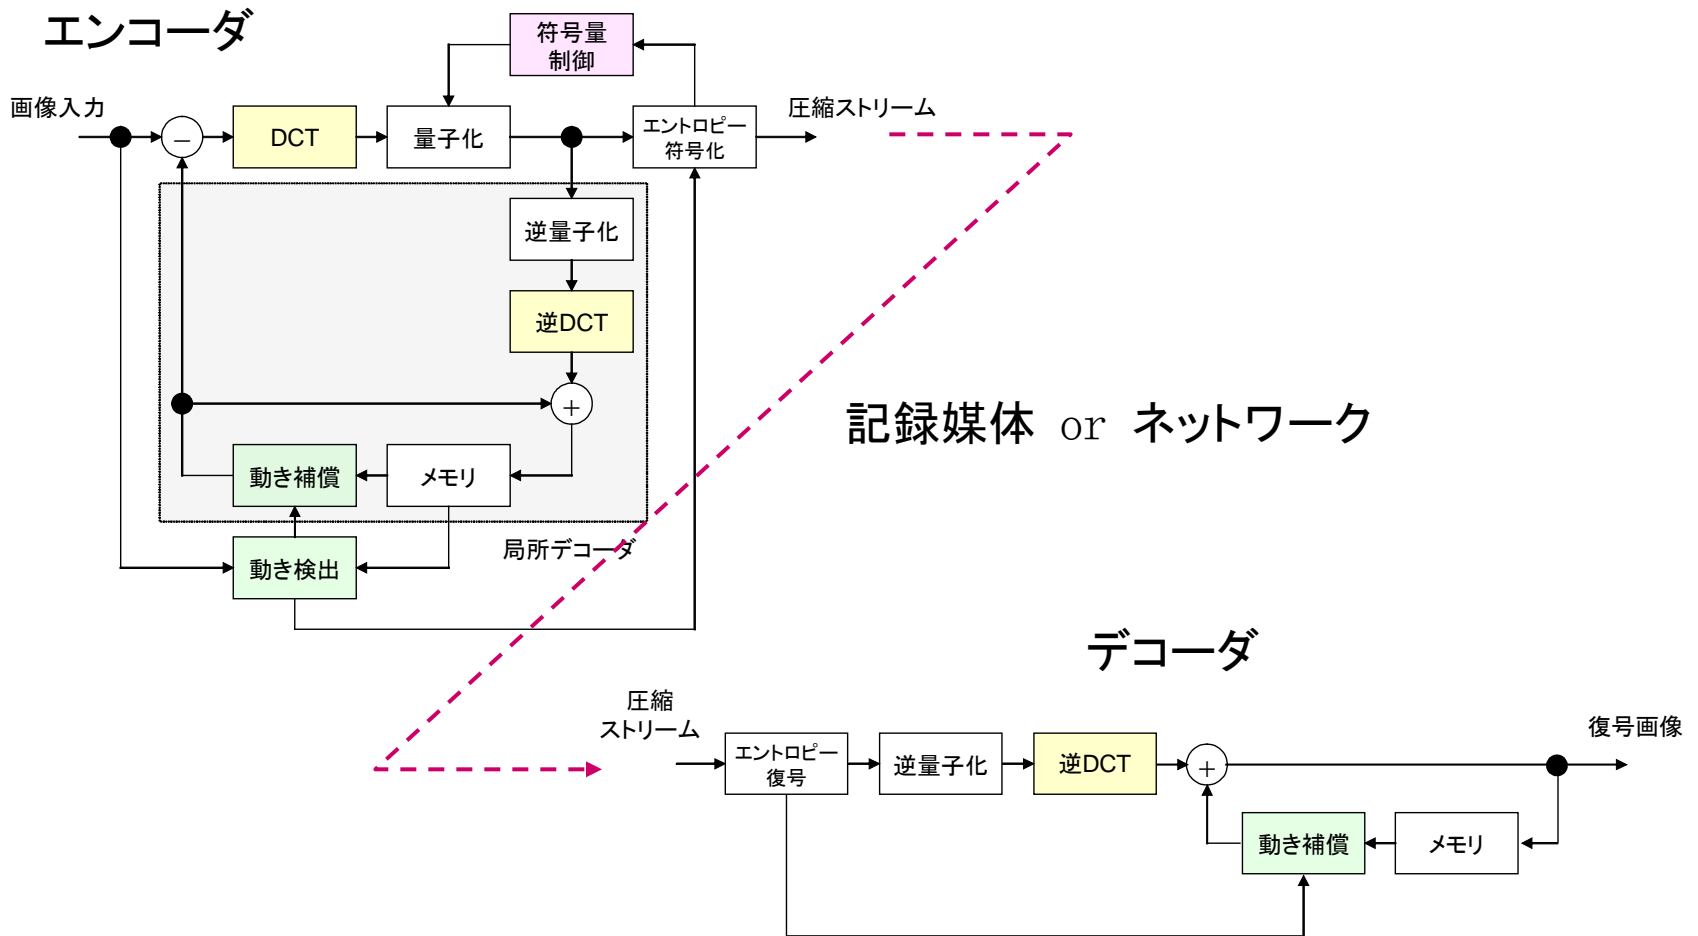 エンコーダ
符号量
制御
画像入力
－
DCT
量子化
エントロピー
符号化
圧縮ストリーム
逆量子化
逆DCT
＋
動き補償
メモリ
局所デコーダ
動き検出
記録媒体 or ネットワーク
デコーダ
圧縮
ストリーム
エントロピー
復号
逆量子化
逆DCT
＋
復号画像
動き補償
メモリ